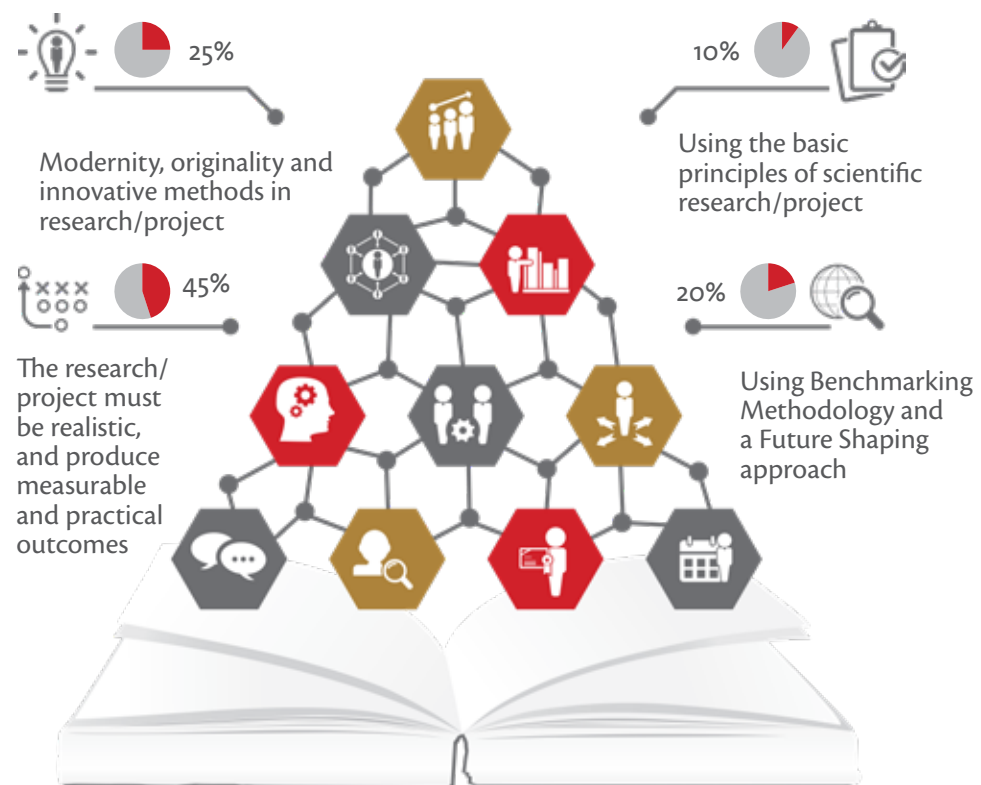 25%
Modernity, originality and
innovative methods in
research/project
10%
Using the basic
principles of scientific
research/project
45%
The research/
project must
be realistic,
and produce
measurable
and practical
outcomes
20%
Using Benchmarking
Methodology and
a Future Shaping
approach